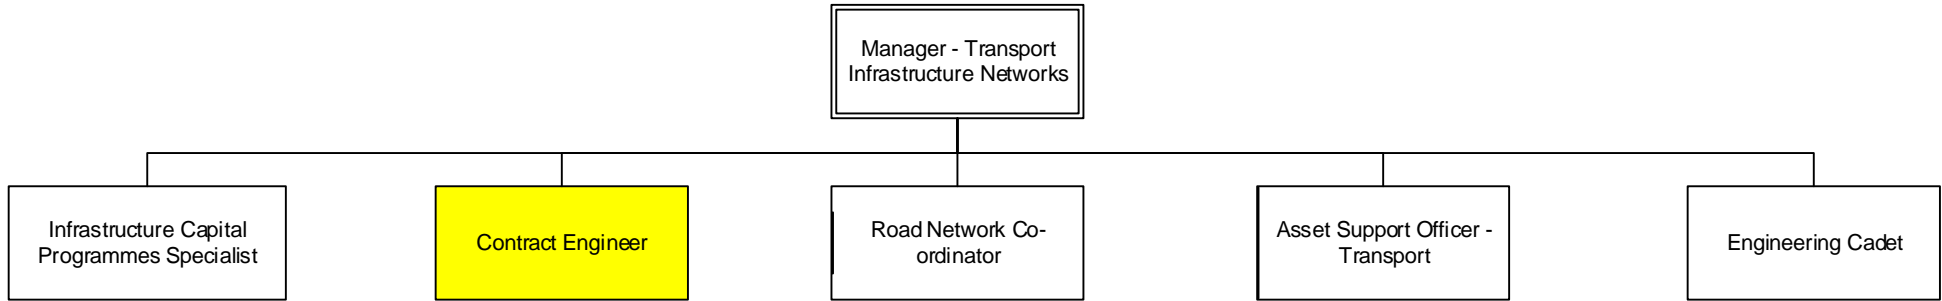 Manager - Transport
Infrastructure Networks
Infrastructure Capital
Programmes Specialist
Contract Engineer
Road Network Co-
ordinator
Asset Support Officer -
Transport
Engineering Cadet